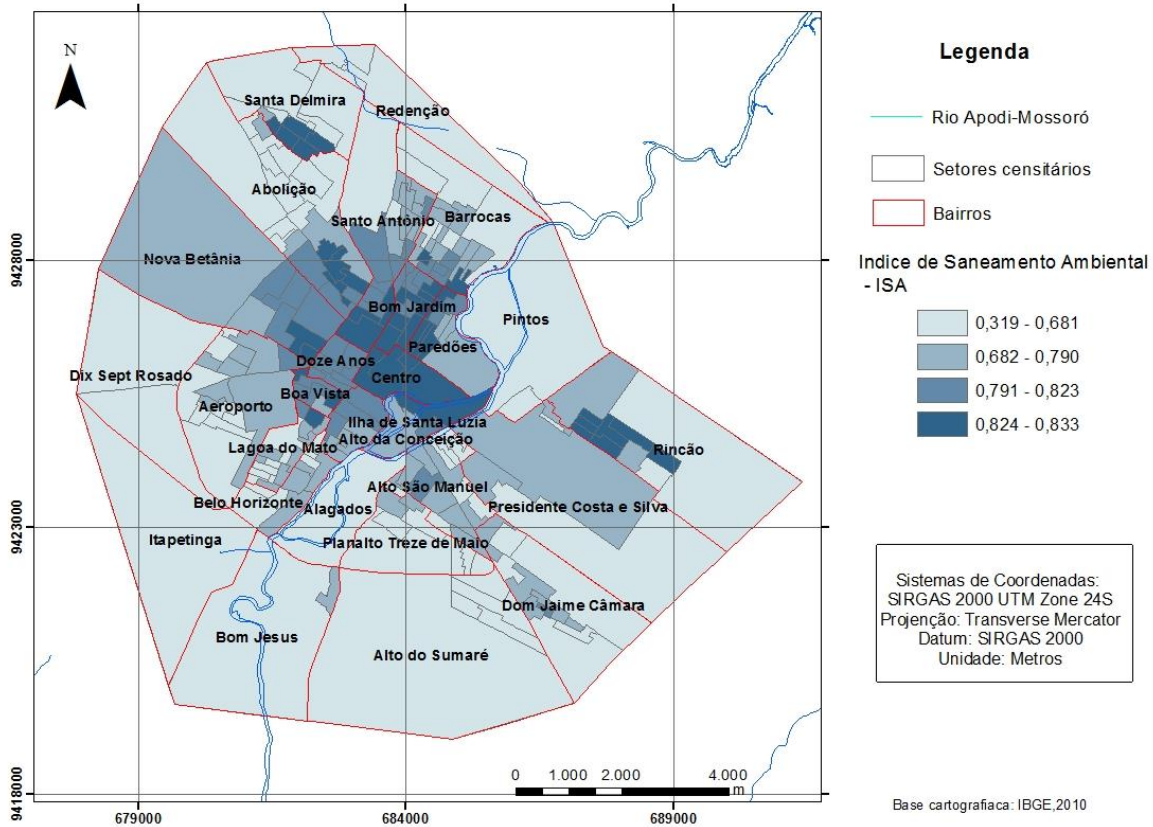 N
Santa Delmira
Redenção
Abolição
Santo Antônio
Barrocas
Nova Betânia
Bom Jardim
Pintos
Paredões
Doze Anos
Dix Sept Rosado
Centro
Boa Vista
Aeroporto
Ilha de Santa Luzia
Alto da Conceição
Lagoa do Mato
Rincão
Alto São Manuel
Belo Horizonte
Alagados
Presidente Costa e Silva
Itapetinga
Planalto Treze de Maio
Dom Jaime Câmara
Bom Jesus
Alto do Sumaré
9428000
9423000
9418000
0 1.000 2.000 4.000
m
679000 684000 689000
Legenda
Rio Apodi-Mossoró
Setores censitários
Bairros
Indice de Saneamento Ambiental
- ISA
0,319 - 0,681
0,682 - 0,790
0,791 - 0,823
0,824 - 0,833
Sistemas de Coordenadas:
SIRGAS 2000 UTM Zone 24S
Projeção: Transverse Mercator
Datum: SIRGAS 2000
Unidade: Metros
Base cartografiaca: IBGE,2010